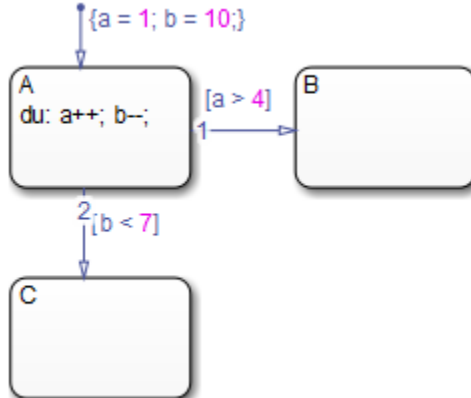 {a = 1; b = 10;}
A
du: a++; b--;
1
[a > 4]
B
2
[b < 7]
C